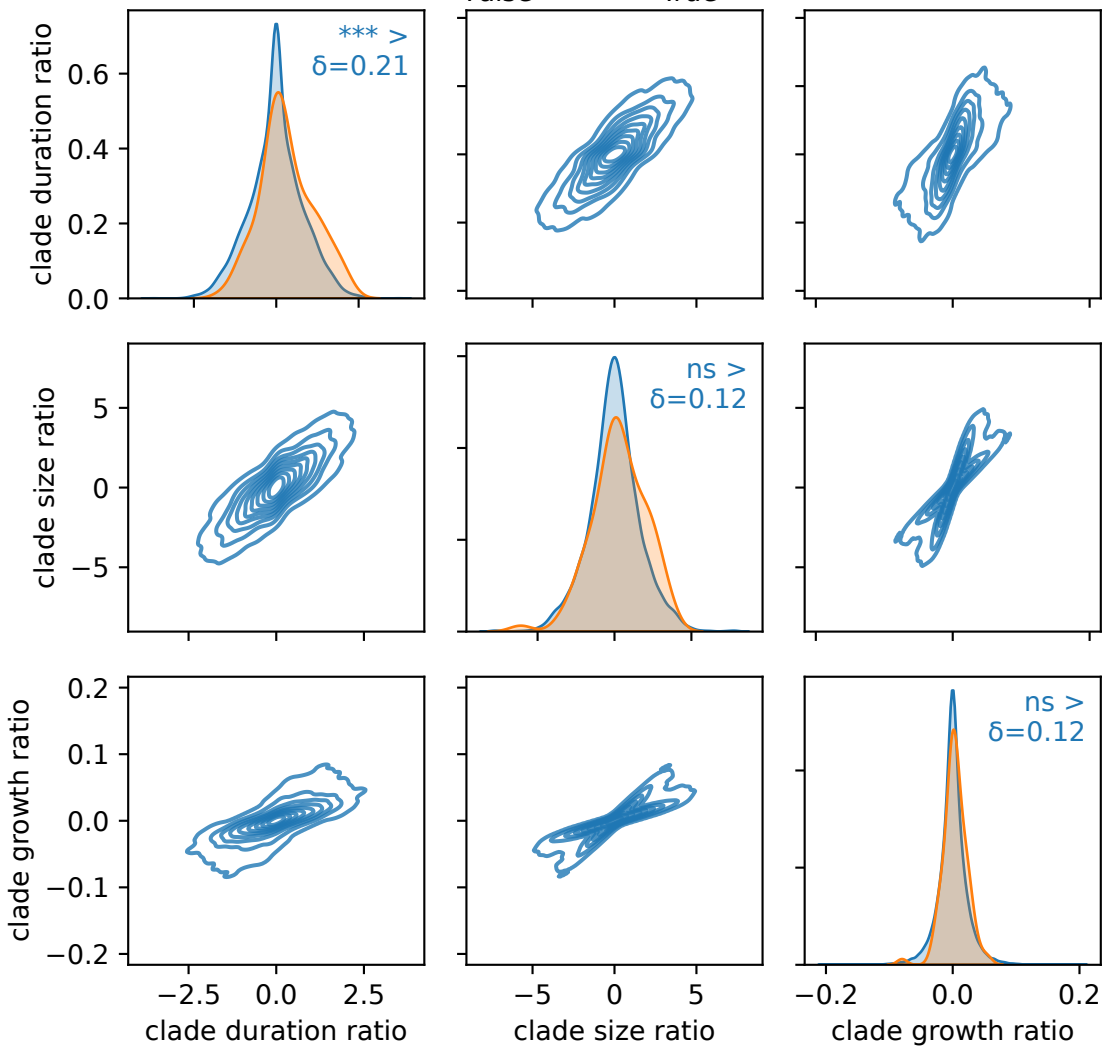 clade duration ratio
0.6
0.4
0.2
0.0
*** >
δ=0.21
clade size ratio
5
0
−5
ns >
δ=0.12
clade growth ratio
0.2
0.1
0.0
−0.1
−0.2
ns >
δ=0.12
−2.5 0.0 2.5
clade duration ratio
−5 0 5
clade size ratio
−0.2 0.0 0.2
clade growth ratio